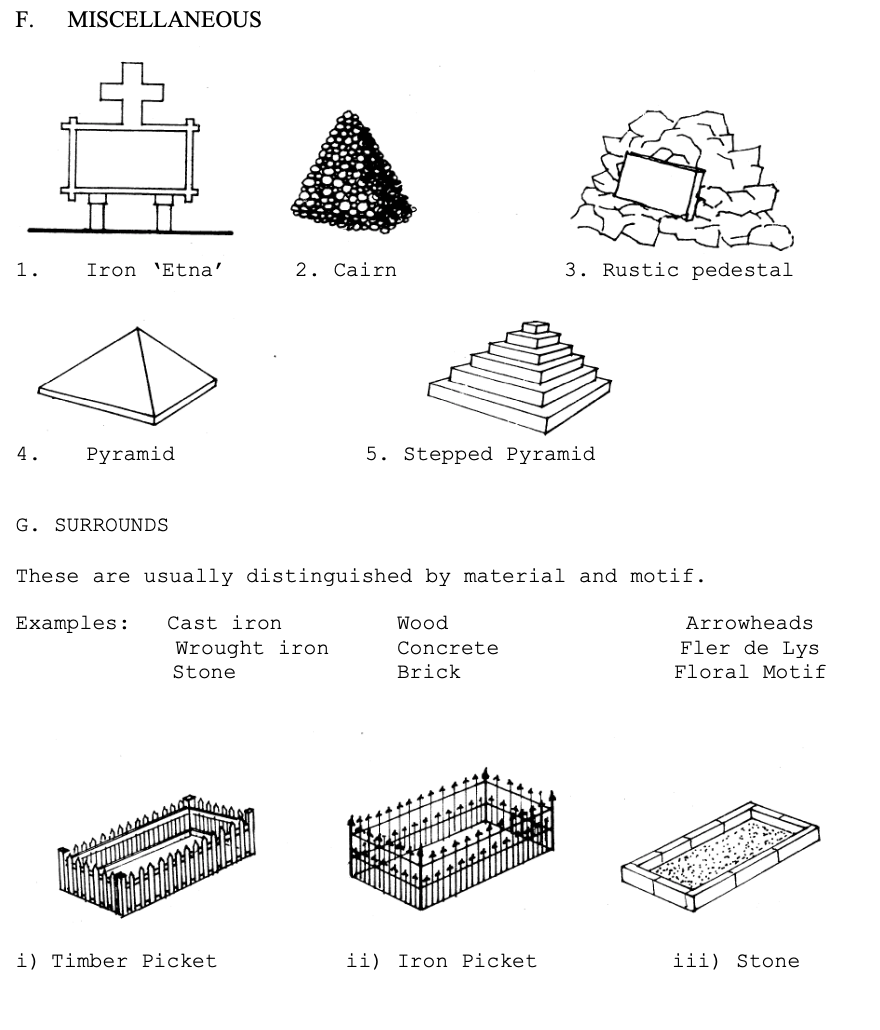 F. MISCELLANEOUS
1. Iron ‘Etna’ 2. Cairn 3. Rustic pedestal
4. Pyramid 5. Stepped Pyramid
G. SURROUNDS
These are usually distinguished by material and motif.
Examples: Cast iron Wood Arrowheads
Wrought iron Concrete Fler de Lys
Stone Brick Floral Motif
i) Timber Picket ii) Iron Picket iii) Stone